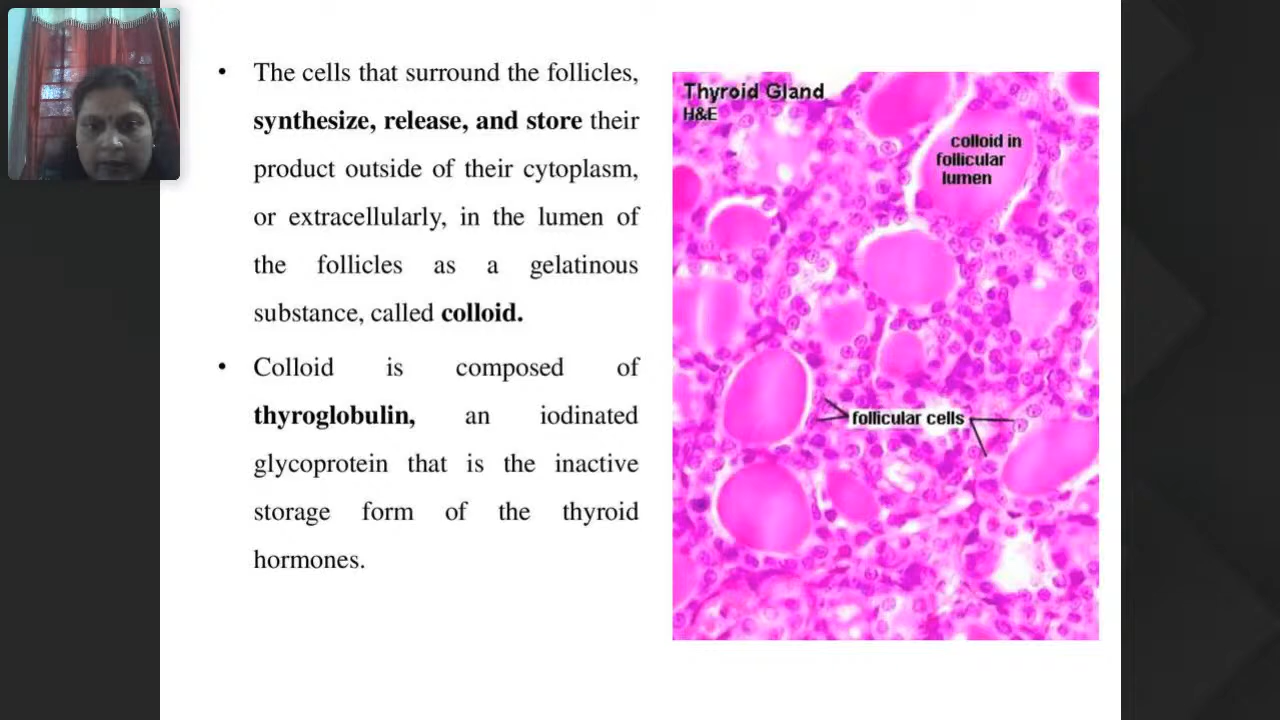 • The cells that surround the follicles,
synthesize, release, and store their
product outside of their cytoplasm,
or extracellularly, in the lumen of
the follicles as a gelatinous
substance, called colloid.
• Colloid is composed of
thyroglobulin, an iodinated
glycoprotein that is the inactive
storage form of the thyroid
hormones.
Thyroid Gland
H&E
colloid in
follicular
lumen
follicular cells